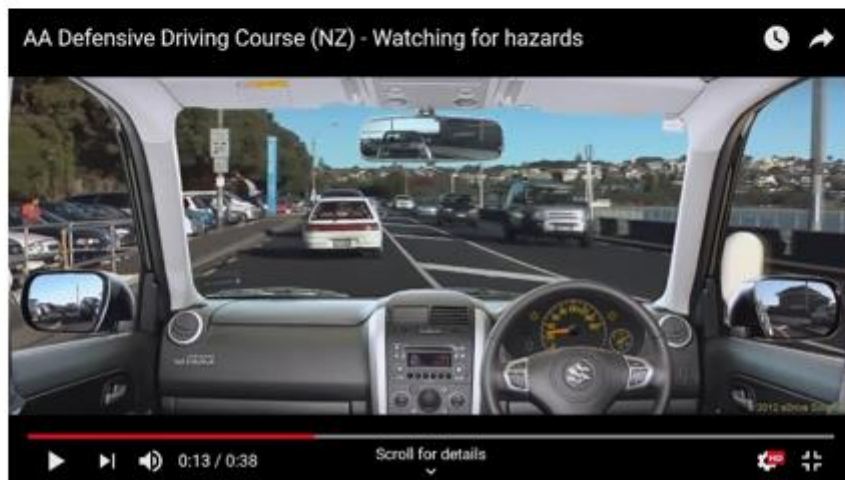 AA Defensive Driving Course (NZ) - Watching for hazards
0:13 / 0:38
Scroll for details
HD